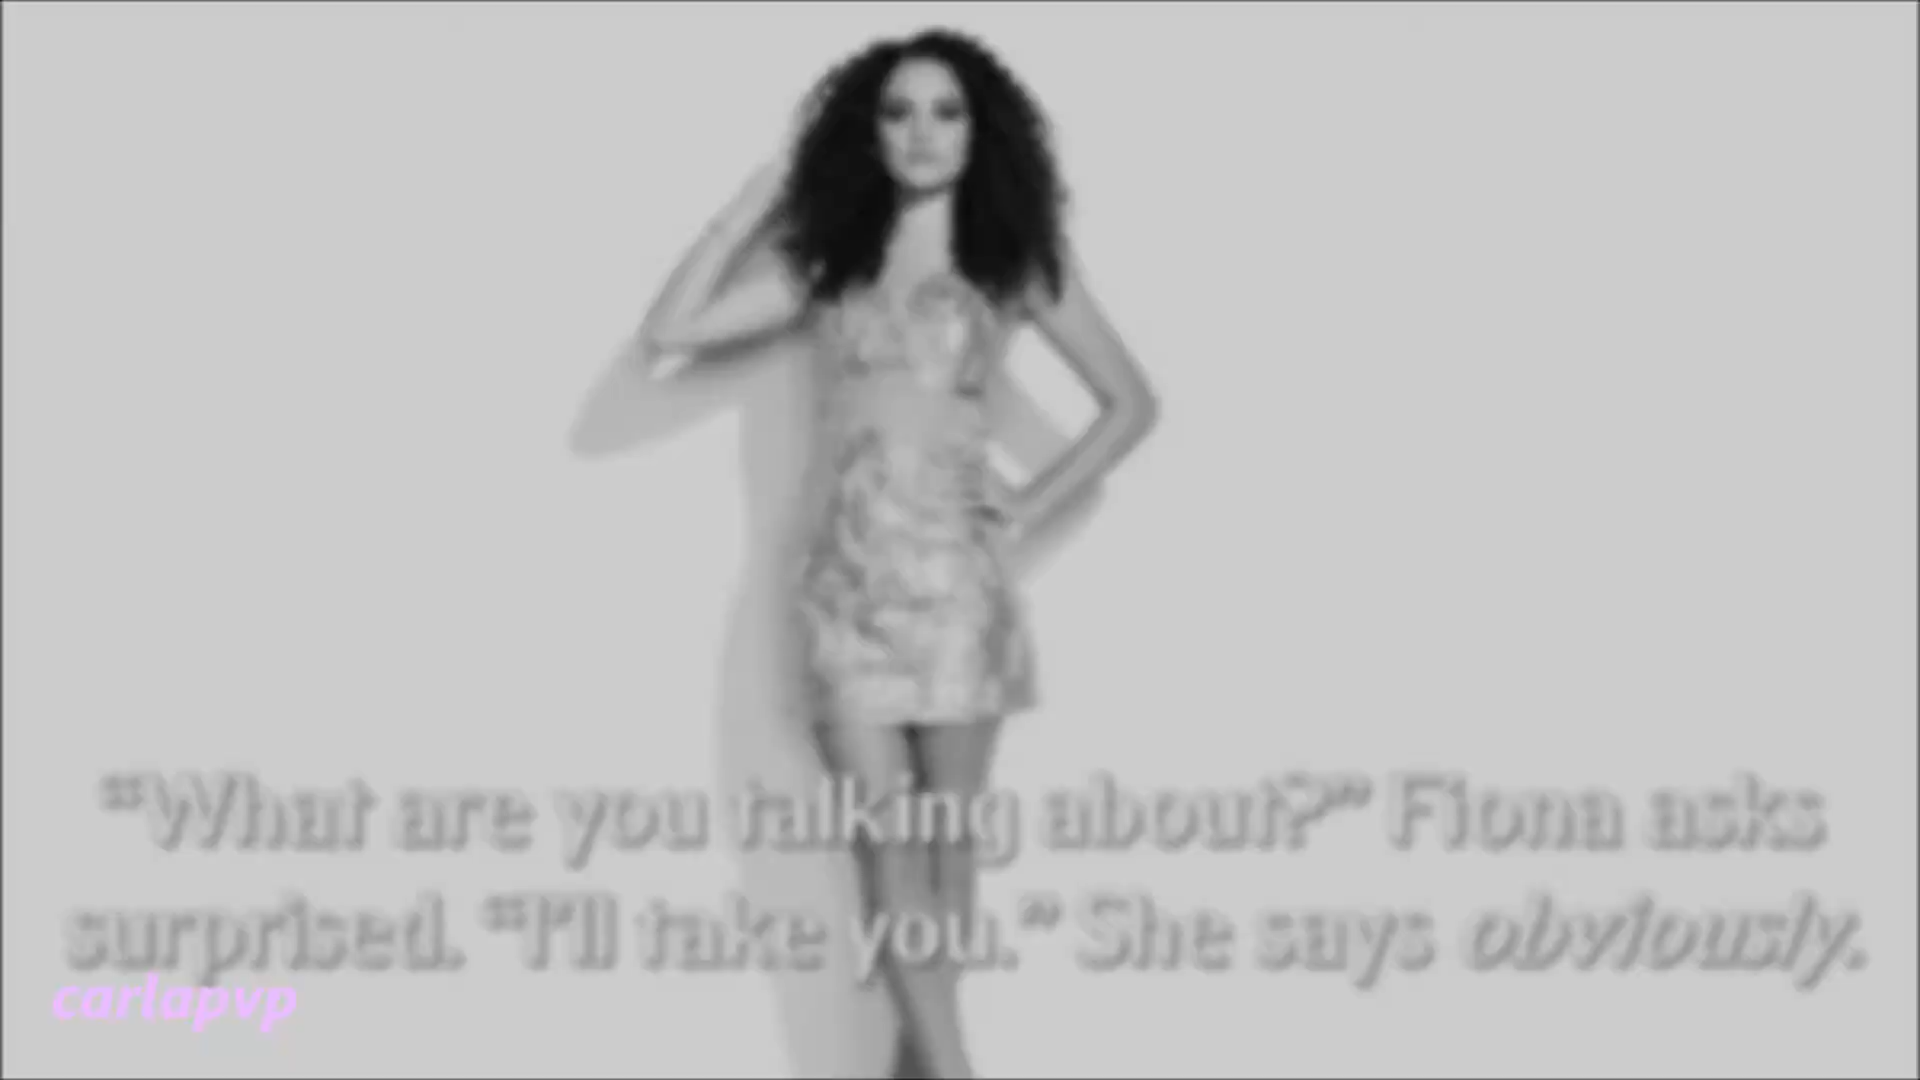 “What are you talking about?” Fiona asks
surprised. “I'll take you.” She says obviously.
carlapvp